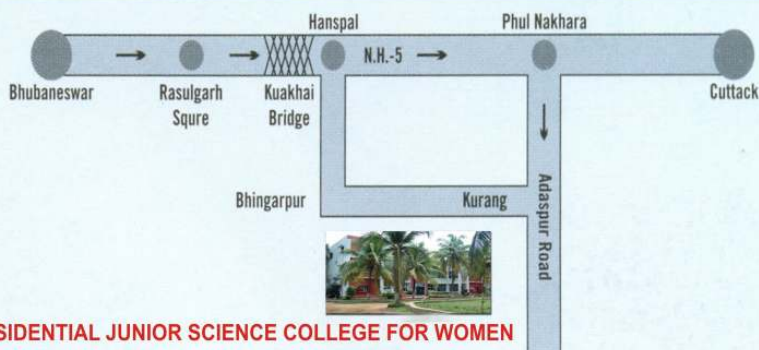 Hanspal
Phul Nakhara
N.H.-5
Bhubaneswar
Rasulgarh
Squre
Kuakhai
Bridge
Cuttack
Adaspur Road
Bhingarpur
Kurang
SIDENTIAL JUNIOR SCIENCE COLLEGE FOR WOMEN